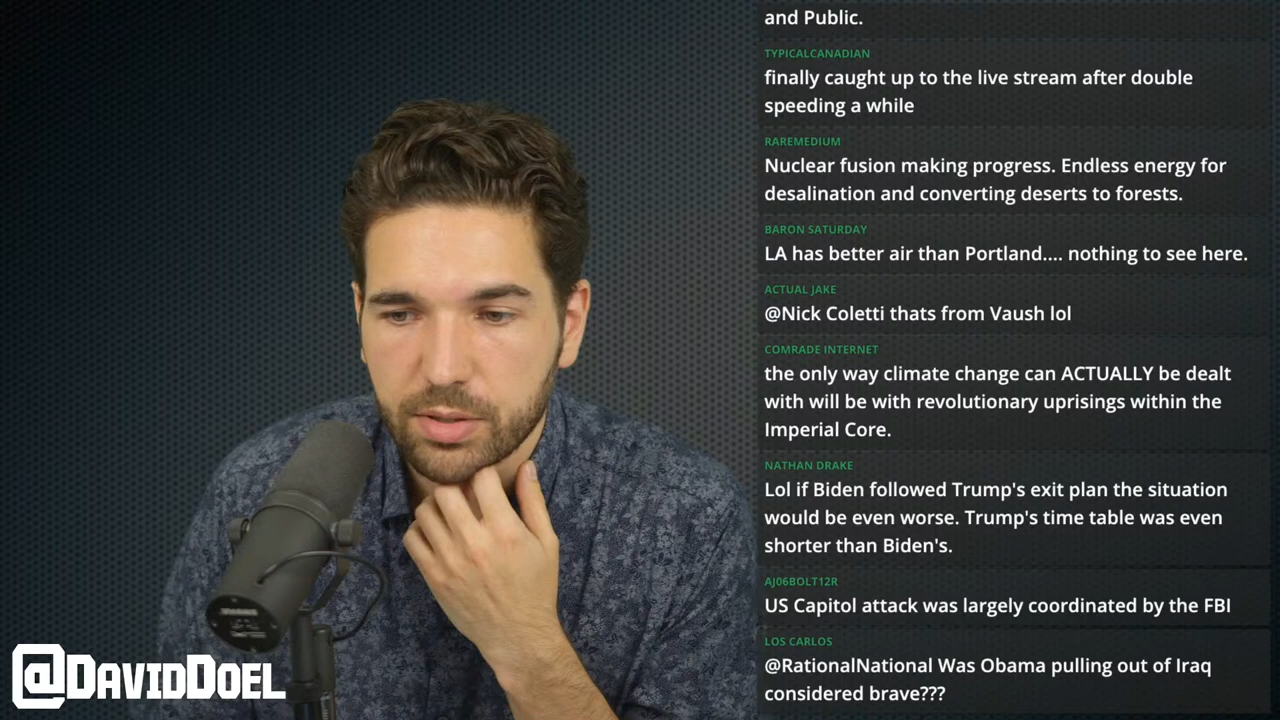 and Public.
TYPICALCANADIAN
finally caught up to the live stream after double
speeding a while
RAREMEDIUM
Nuclear fusion making progress. Endless energy for
desalination and converting deserts to forests.
BARON SATURDAY
LA has better air than Portland.... nothing to see here.
ACTUAL JAKE
@Nick Coletti thats from Vaush lol
COMRADE INTERNET
the only way climate change can ACTUALLY be dealt
with will be with revolutionary uprisings within the
Imperial Core.
NATHAN DRAKE
Lol if Biden followed Trump's exit plan the situation
would be even worse. Trump's time table was even
shorter than Biden's.
AJ06BOLT12R
US Capitol attack was largely coordinated by the FBI
LOS CARLOS
@RationalNational Was Obama pulling out of Iraq
considered brave???
@DAVIDDOEL